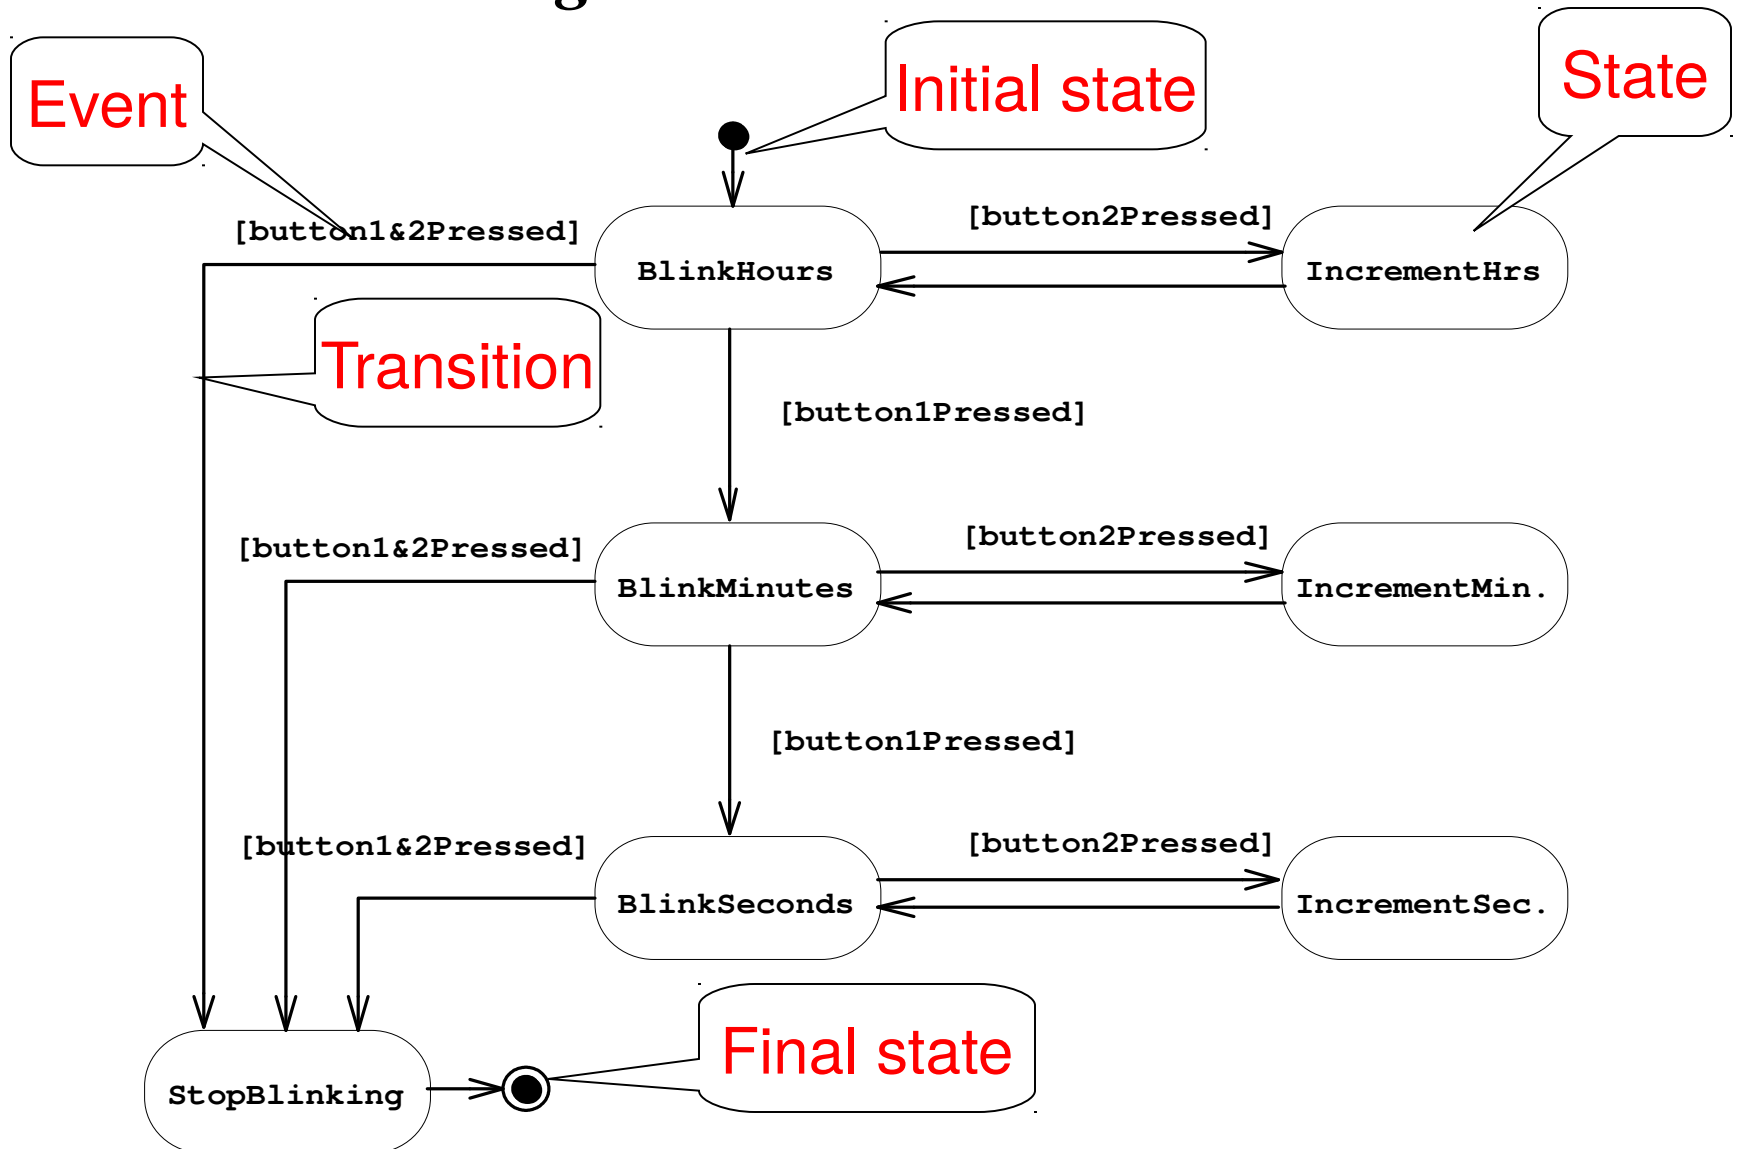 g
Event
Initial state
State
[button1&2Pressed]
[button2Pressed]
BlinkHours
IncrementHrs
Transition
[button1Pressed]
[button1&2Pressed]
[button2Pressed]
BlinkMinutes
IncrementMin.
[button1Pressed]
[button1&2Pressed]
[button2Pressed]
BlinkSeconds
IncrementSec.
Final state
StopBlinking